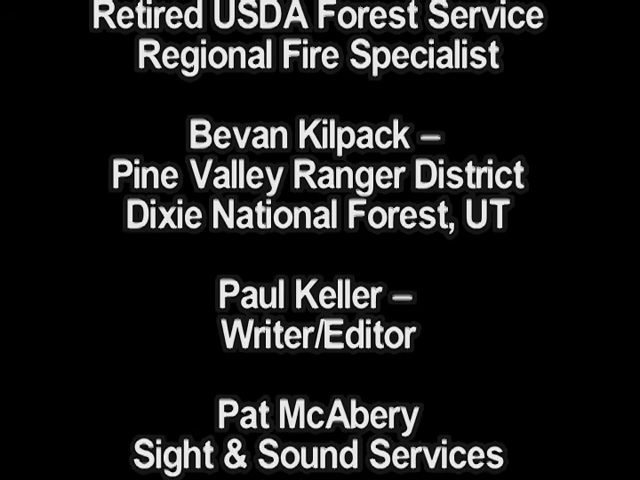 Retired USDA Forest Service
Regional Fire Specialist
Bevan Kilpack –
Pine Valley Ranger District
Dixie National Forest, UT
Paul Keller –
Writer/Editor
Pat McAbery
Sight & Sound Services